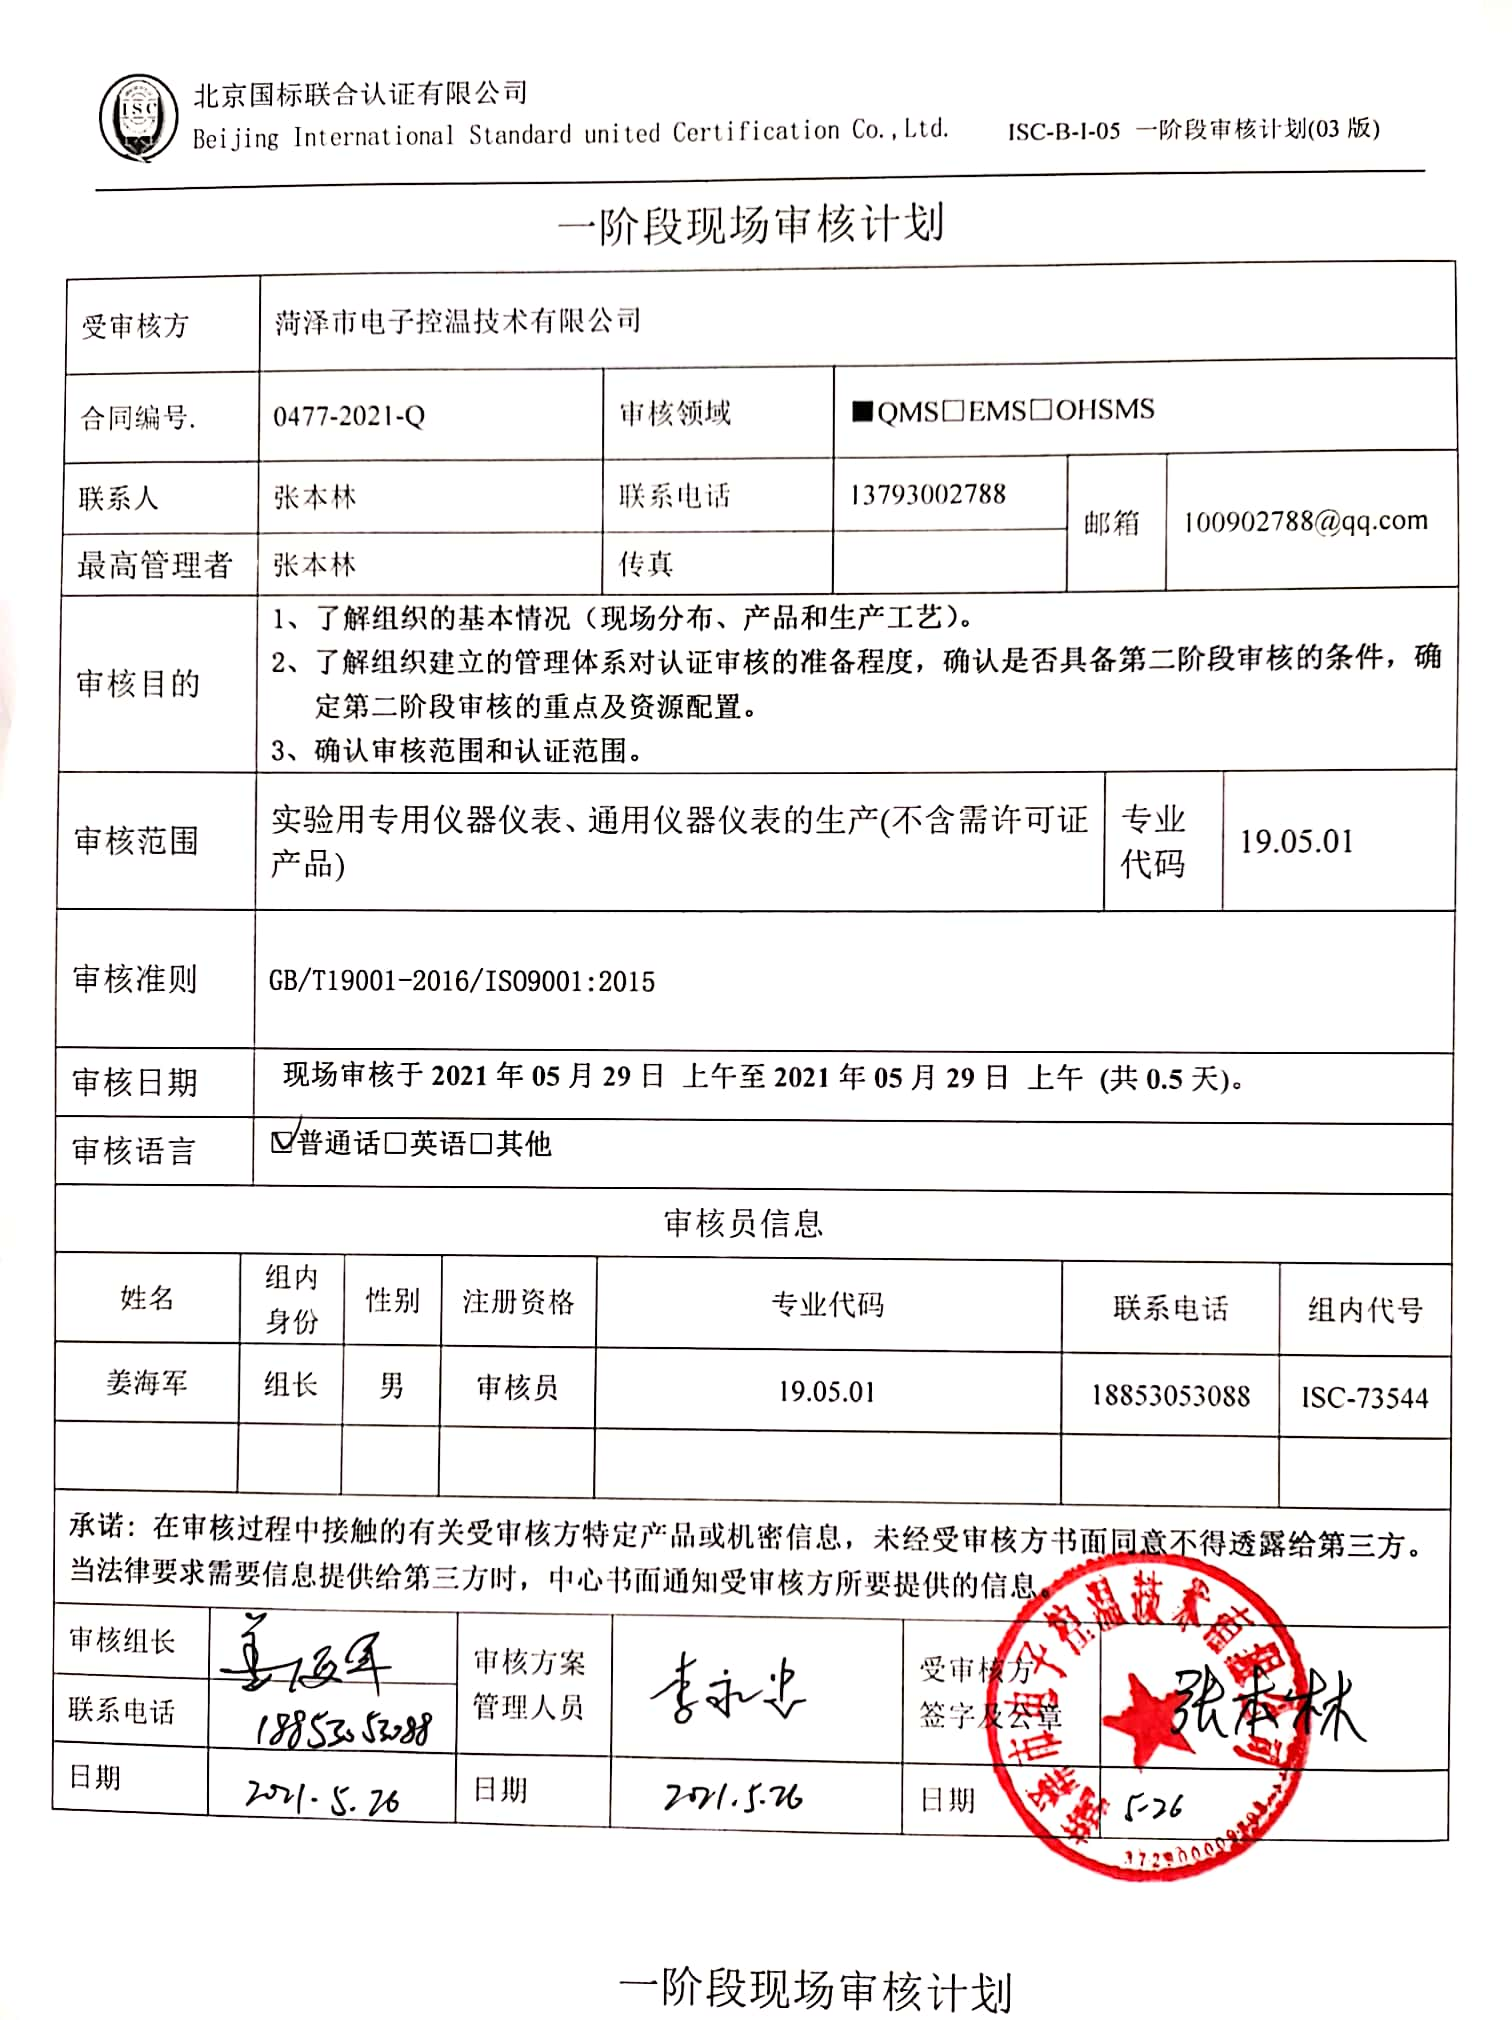 ISC
北京国标联合认证有限公司
Beijing International Standard united Certification Co.,Ltd.
ISC-B-I-05 一阶段审核计划(03 版)
一阶段现场审核计划
受审核方 菏泽市电子控温技术有限公司
合同编号. 0477-2021-Q 审核领域 ■QMS□EMS□OHSMS
联系人 张本林 联系电话 13793002788 邮箱 100902788@qq.com
最高管理者 张本林 传真
审核目的
1、了解组织的基本情况（现场分布、产品和生产工艺）。
2、了解组织建立的管理体系对认证审核的准备程度，确认是否具备第二阶段审核的条件，确
定第二阶段审核的重点及资源配置。
3、确认审核范围和认证范围。
审核范围
实验用专用仪器仪表、通用仪器仪表的生产(不含需许可证
产品)
专业
代码
19.05.01
审核准则 GB/T19001-2016/ISO9001:2015
审核日期 现场审核于 2021 年 05 月 29 日 上午至 2021 年 05 月 29 日 上午 (共 0.5 天)。
审核语言 ☑普通话□英语□其他
审核员信息
姓名 组内
身份 性别 注册资格 专业代码 联系电话 组内代号
姜海军 组长 男 审核员 19.05.01 18853053088 ISC-73544
承诺：在审核过程中接触的有关受审核方特定产品或机密信息，未经受审核方书面同意不得透露给第三方。
当法律要求需要信息提供给第三方时，中心书面通知受审核方所要提供的信息。
审核组长 姜海军
联系电话 18853053088
审核方案
管理人员
李永忠
受审核方
签字及公章
张本林
日期 2021.5.26 日期 2021.5.26 日期 5-26
菏泽市电子控温技术有限公司
一阶段现场审核计划